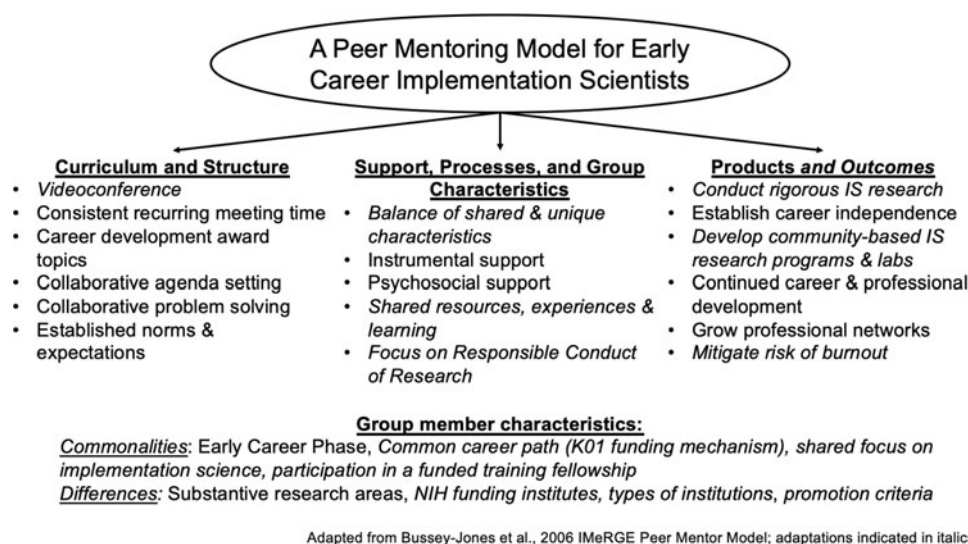 A Peer Mentoring Model for Early
Career Implementation Scientists
Curriculum and Structure
• Videoconference
• Consistent recurring meeting time
• Career development award
topics
• Collaborative agenda setting
• Collaborative problem solving
• Established norms &
expectations
Support, Processes, and Group
Characteristics
• Balance of shared & unique
characteristics
• Instrumental support
• Psychosocial support
• Shared resources, experiences &
learning
• Focus on Responsible Conduct
of Research
Products and Outcomes
• Conduct rigorous IS research
• Establish career independence
• Develop community-based IS
research programs & labs
• Continued career & professional
development
• Grow professional networks
• Mitigate risk of burnout
Group member characteristics:
Commonalities: Early Career Phase, Common career path (K01 funding mechanism), shared focus on
implementation science, participation in a funded training fellowship
Differences: Substantive research areas, NIH funding institutes, types of institutions, promotion criteria
Adapted from Bussey-Jones et al., 2006 IMeRGE Peer Mentor Model; adaptations indicated in italic